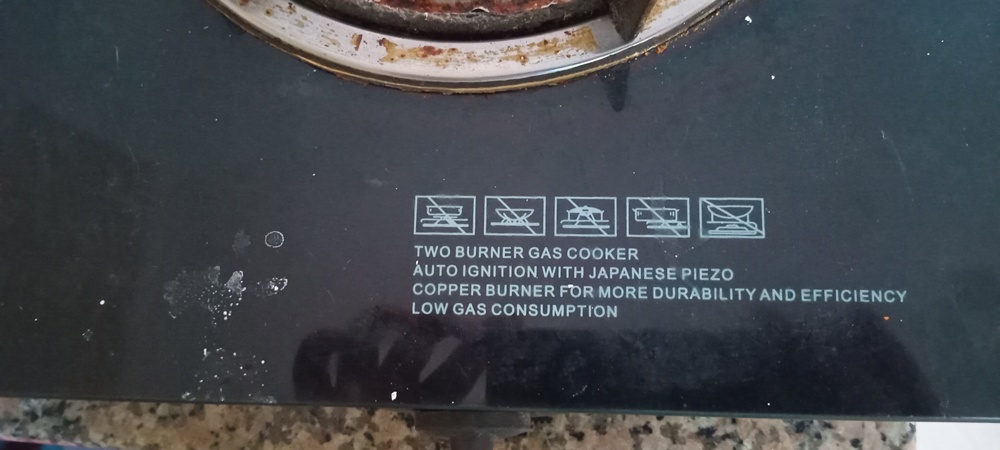 TWO BURNER GAS COOKER
AUTO IGNITION WITH JAPANESE PIEZO
COPPER BURNER FOR MORE DURABILITY AND EFFICIENCY
LOW GAS CONSUMPTION